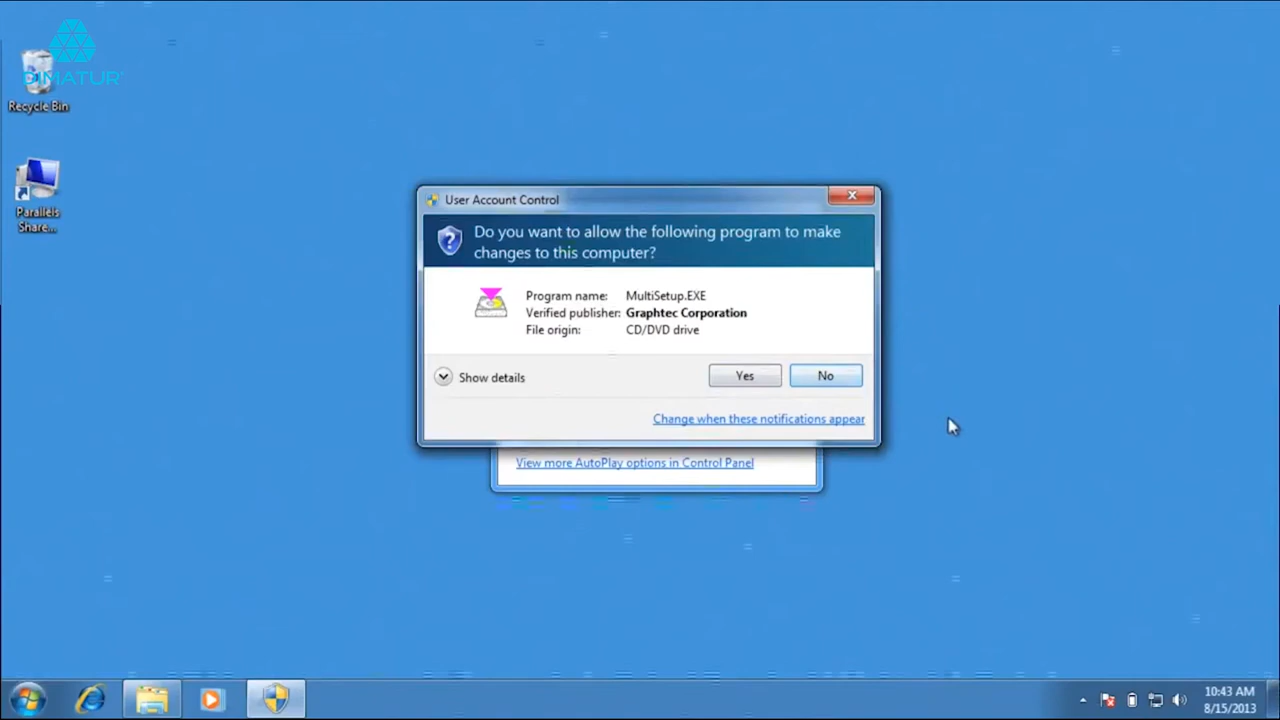 DIMATUR
Recycle Bin
Parallels
Share...
User Account Control
Do you want to allow the following program to make
changes to this computer?
Program name: MultiSetup.EXE
Verified publisher: Graphtec Corporation
File origin: CD/DVD drive
Show details
Yes
No
Change when these notifications appear
View more AutoPlay options in Control Panel
10:43 AM
8/15/2013